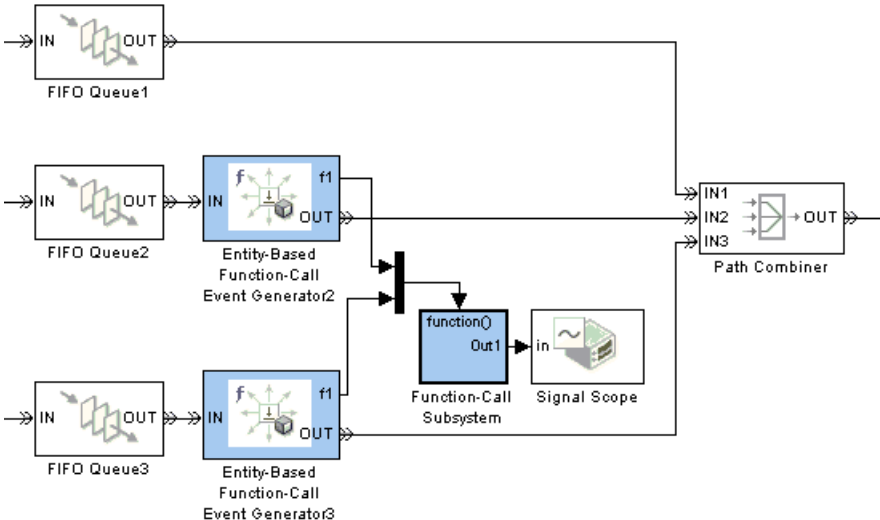 IN OUT
FIFO Queue1
IN OUT
FIFO Queue2
f
f1
IN
OUT
Entity-Based
Function-Call
Event Generator2
IN1
IN2
IN3
OUT
Path Combiner
function()
Out1
Function-Call
Subsystem
in
Signal Scope
IN OUT
FIFO Queue3
f
f1
IN
OUT
Entity-Based
Function-Call
Event Generator3